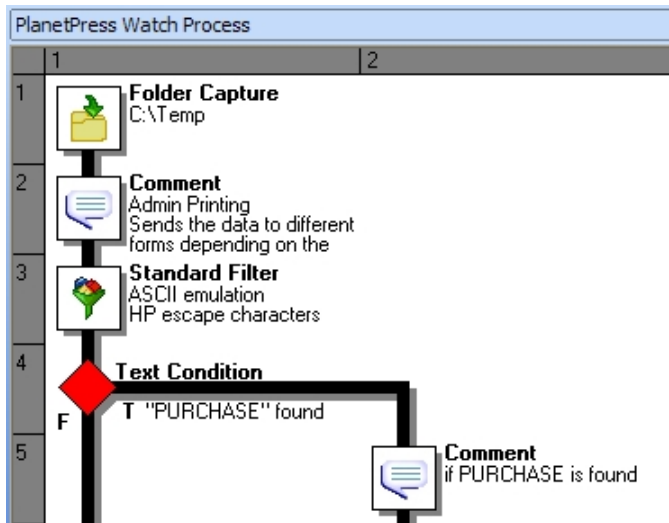 PlanetPress Watch Process
1 2
1
Folder Capture
C:\Temp
2
Comment
Admin Printing
Sends the data to different
forms depending on the
3
Standard Filter
ASCII emulation
HP escape characters
4
Text Condition
F T "PURCHASE" found
5
Comment
if PURCHASE is found